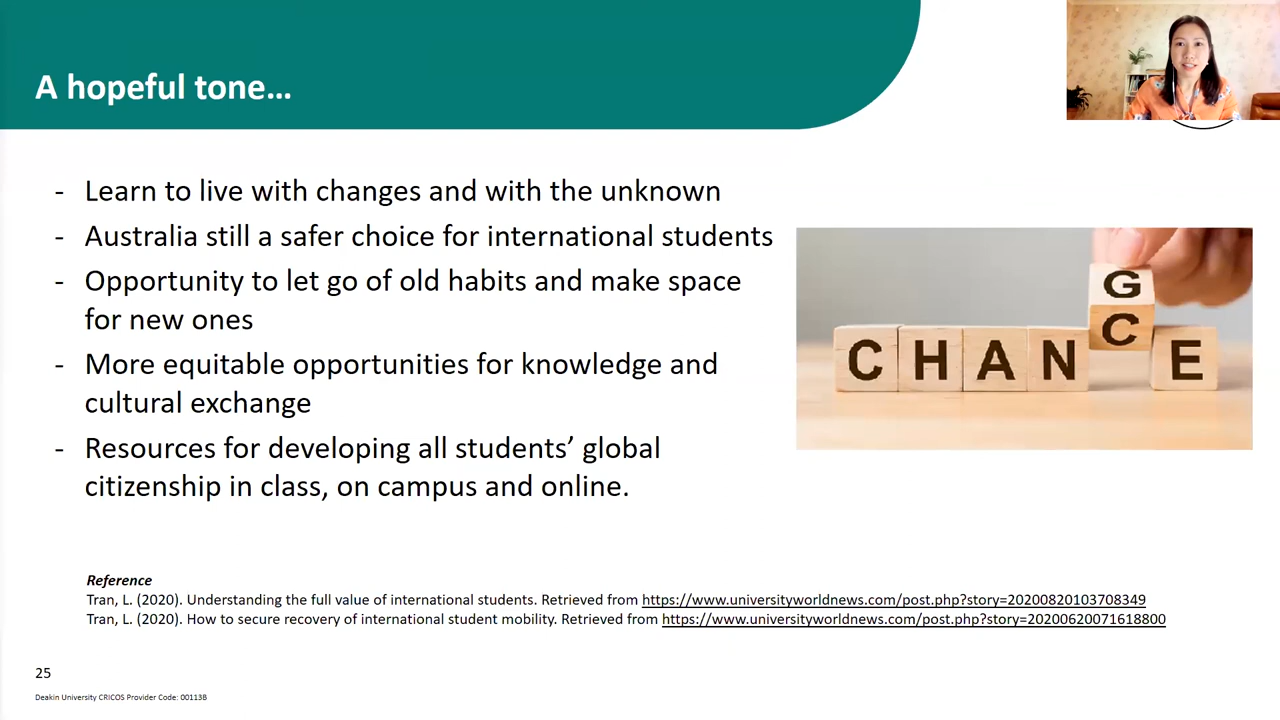 A hopeful tone…
- Learn to live with changes and with the unknown
- Australia still a safer choice for international students
- Opportunity to let go of old habits and make space
for new ones
- More equitable opportunities for knowledge and
cultural exchange
- Resources for developing all students’ global
citizenship in class, on campus and online.
G
C
C H A N E
Reference
Tran, L. (2020). Understanding the full value of international students. Retrieved from https://www.universityworldnews.com/post.php?story=20200820103708349
Tran, L. (2020). How to secure recovery of international student mobility. Retrieved from https://www.universityworldnews.com/post.php?story=20200620071618800
25
Deakin University CRICOS Provider Code: 00113B